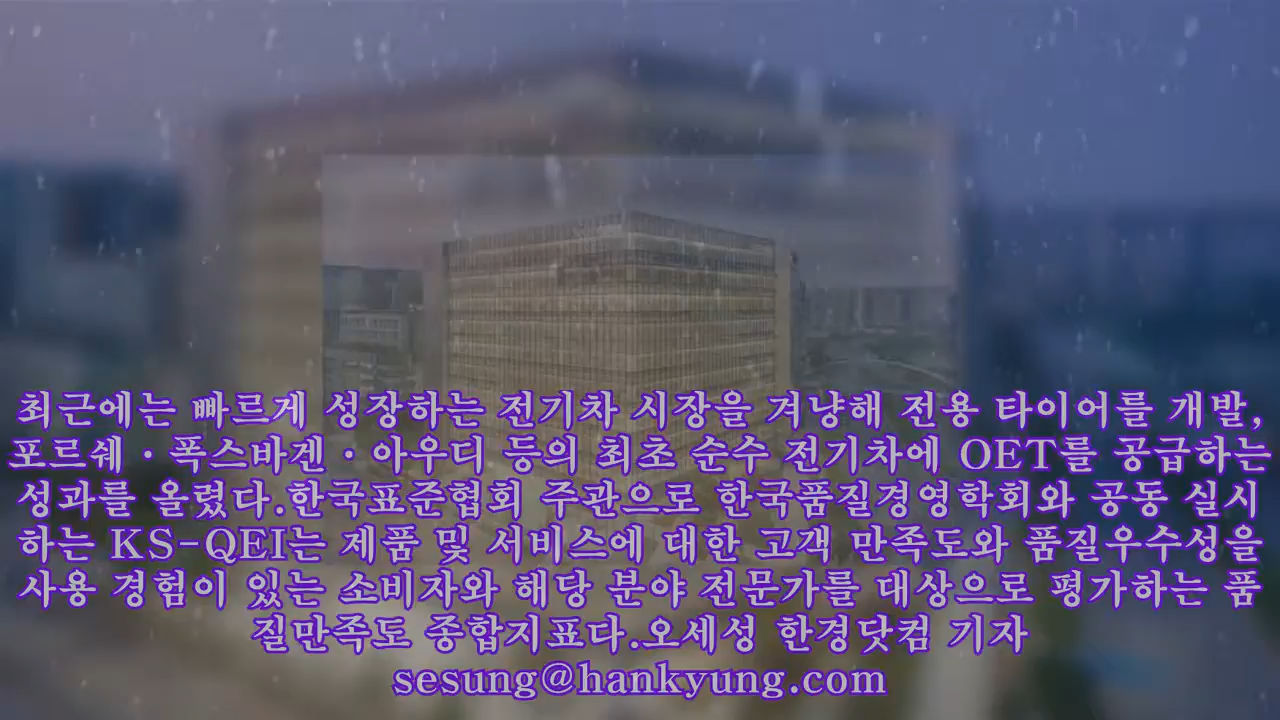 최근에는 빠르게 성장하는 전기차 시장을 겨냥해 전용 타이어를 개발,
포르쉐·폭스바겐·아우디 등의 최초 순수 전기차에 OET를 공급하는
성과를 올렸다.한국표준협회 주관으로 한국품질경영학회와 공동 실시
하는 KS-QEI는 제품 및 서비스에 대한 고객 만족도와 품질우수성을
사용 경험이 있는 소비자와 해당 분야 전문가를 대상으로 평가하는 품
질만족도 종합지표다.오세성 한경닷컴 기자
sesung@hankyung.com